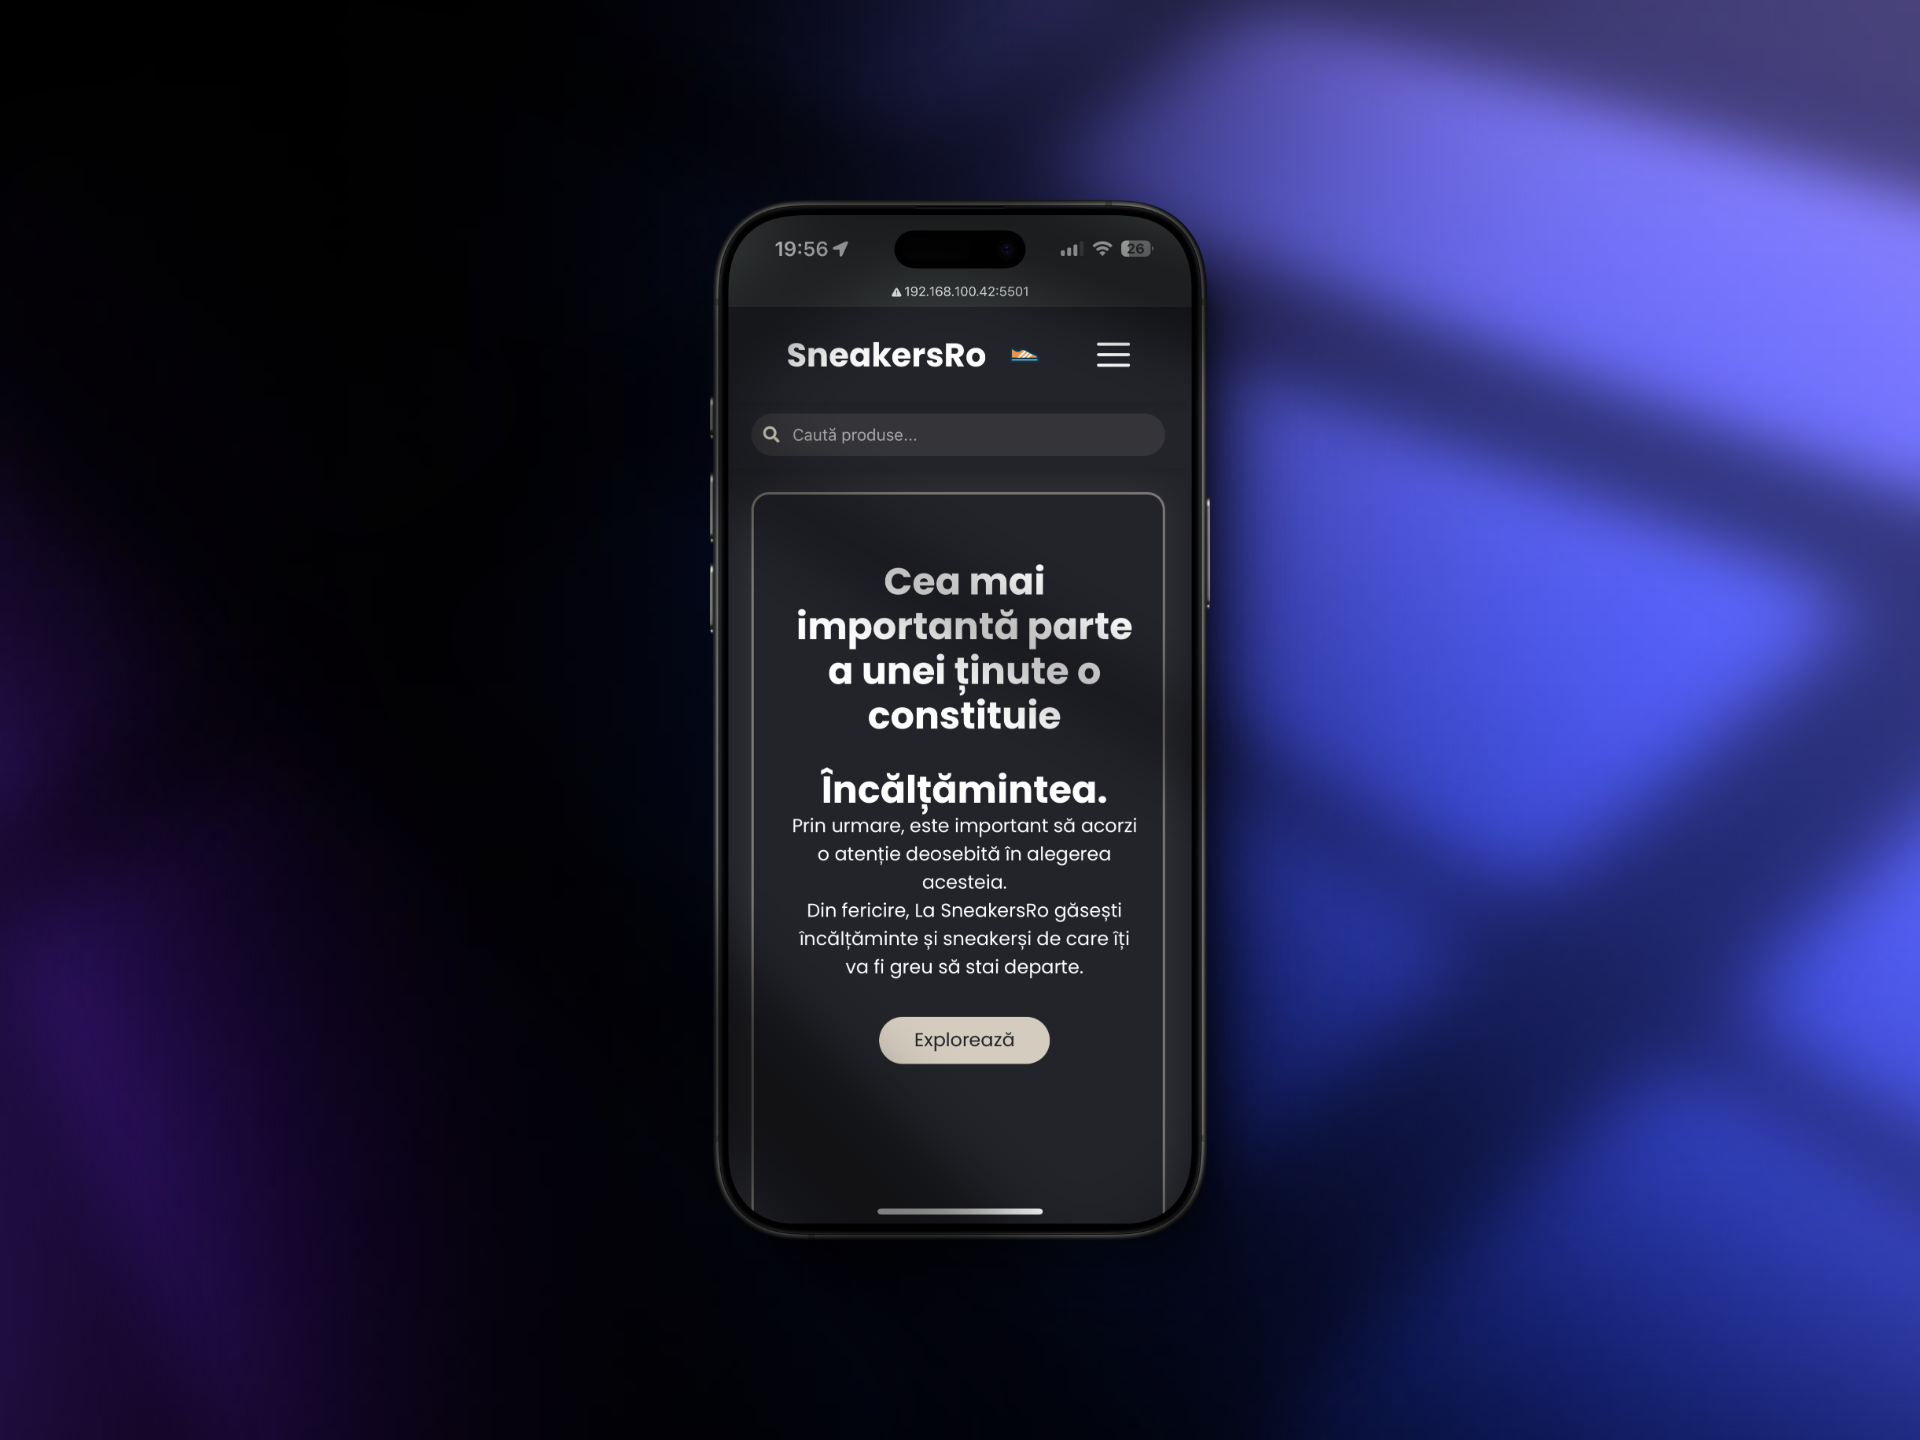 19:56
26
192.168.100.42:5501
SneakersRo
Caută produse...
Cea mai
importantă parte
a unei ținute o
constituie
Încălțămintea.
Prin urmare, este important să acorzi
o atenție deosebită în alegerea
acesteia.
Din fericire, La SneakersRo găsești
încălțăminte și sneakerși de care îți
va fi greu să stai departe.
Explorează